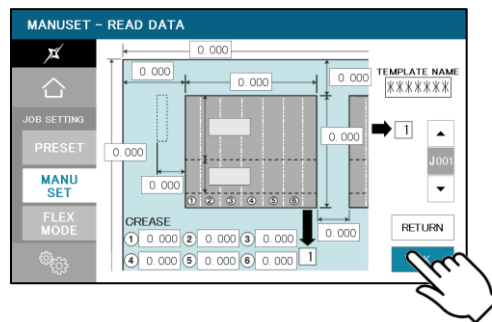 MANUSET – READ DATA
0. 000
0. 000
0. 000
0. 000
TEMPLATE NAME
XXXXXXX
JOB SETTING
1
PRESET
0. 000
0. 000
J001
MANU
SET
0. 000
① ② ③ ④ ⑤ ⑥
FLEX
MODE
CREASE
① 0. 000 ② 0. 000 ③ 0. 000
0. 000
RETURN
④ 0. 000 ⑤ 0. 000 ⑥ 0. 000
1